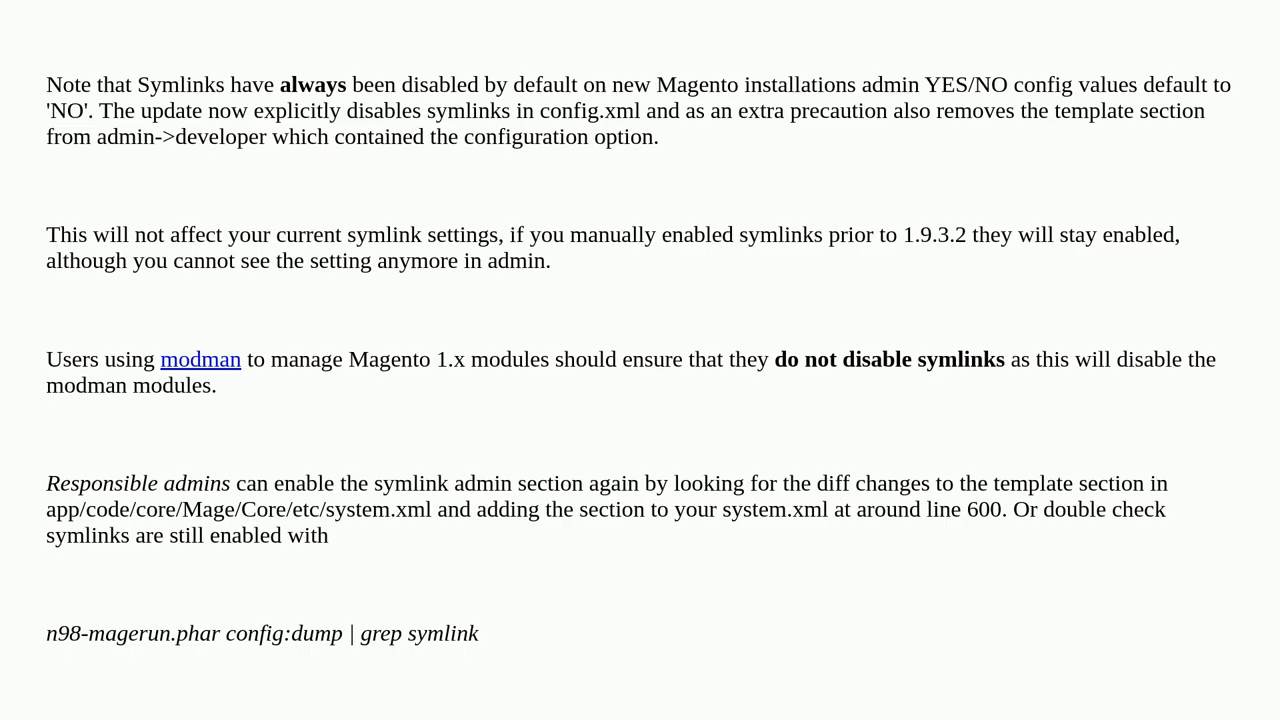 Note that Symlinks have always been disabled by default on new Magento installations admin YES/NO config values default to
'NO'. The update now explicitly disables symlinks in config.xml and as an extra precaution also removes the template section
from admin->developer which contained the configuration option.
This will not affect your current symlink settings, if you manually enabled symlinks prior to 1.9.3.2 they will stay enabled,
although you cannot see the setting anymore in admin.
Users using modman to manage Magento 1.x modules should ensure that they do not disable symlinks as this will disable the
modman modules.
Responsible admins can enable the symlink admin section again by looking for the diff changes to the template section in
app/code/core/Mage/Core/etc/system.xml and adding the section to your system.xml at around line 600. Or double check
symlinks are still enabled with
n98-magerun.phar config:dump | grep symlink